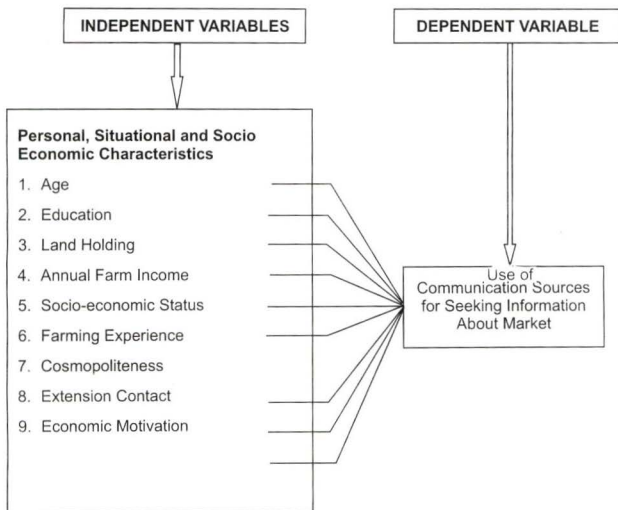 INDEPENDENT VARIABLES
DEPENDENT VARIABLE
Personal, Situational and Socio
Economic Characteristics
1. Age
2. Education
3. Land Holding
4. Annual Farm Income
5. Socio-economic Status
6. Farming Experience
7. Cosmopoliteness
8. Extension Contact
9. Economic Motivation
Use of
Communication Sources
for Seeking Information
About Market